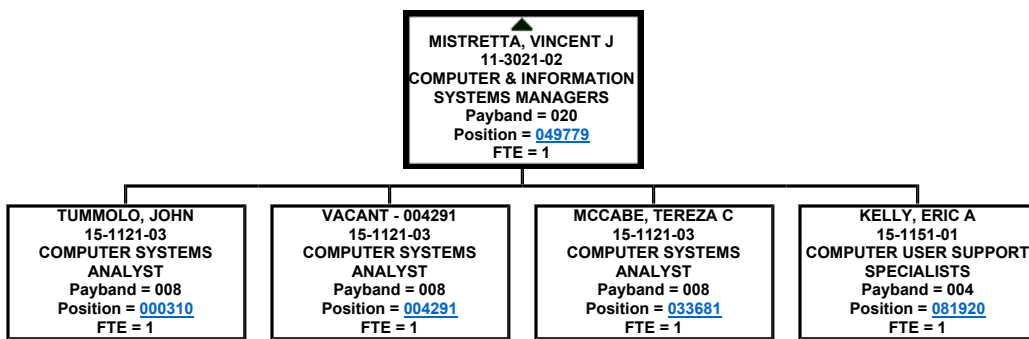 MISTRETTA, VINCENT J
11-3021-02
COMPUTER & INFORMATION
SYSTEMS MANAGERS
Payband = 020
Position = 049779
FTE = 1
TUMMOLO, JOHN
15-1121-03
COMPUTER SYSTEMS
ANALYST
Payband = 008
Position = 000310
FTE = 1
VACANT - 004291
15-1121-03
COMPUTER SYSTEMS
ANALYST
Payband = 008
Position = 004291
FTE = 1
MCCABE, TEREZA C
15-1121-03
COMPUTER SYSTEMS
ANALYST
Payband = 008
Position = 033681
FTE = 1
KELLY, ERIC A
15-1151-01
COMPUTER USER SUPPORT
SPECIALISTS
Payband = 004
Position = 081920
FTE = 1